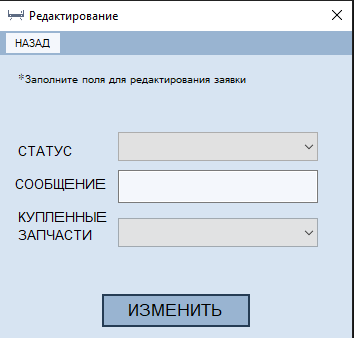 Редактирование
НАЗАД
*Заполните поля для редактирования заявки
СТАТУС
СООБЩЕНИЕ
КУПЛЕННЫЕ
ЗАПЧАСТИ
ИЗМЕНИТЬ